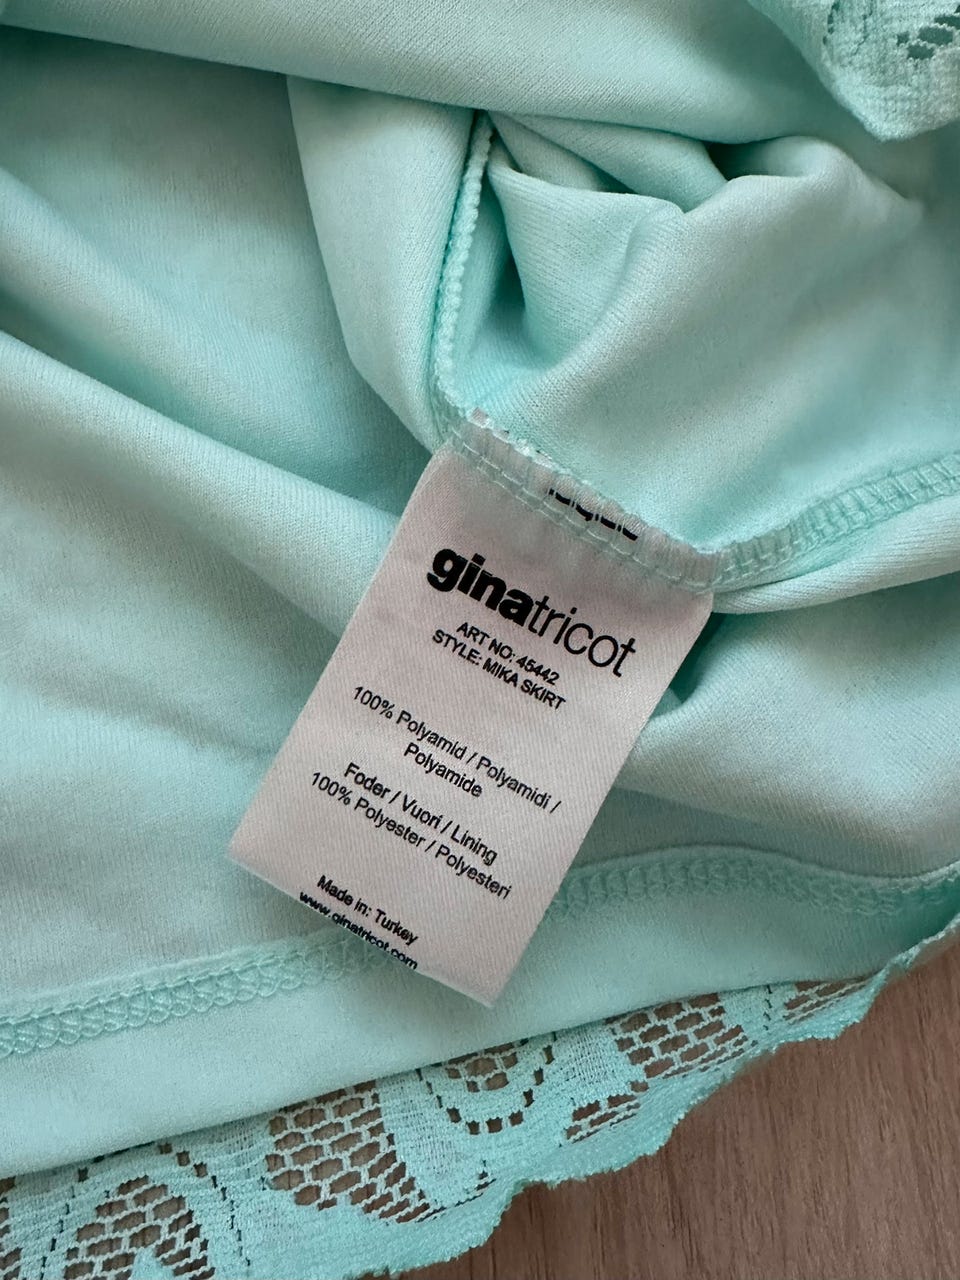 ginatricot
ART NO: 45442
STYLE: MIKA SKIRT
100% Polyamid / Polyamidi /
Polyamide
Foder / Vuori / Lining
100% Polyester / Polyesteri
Made in: Turkey
www.ginatricot.com